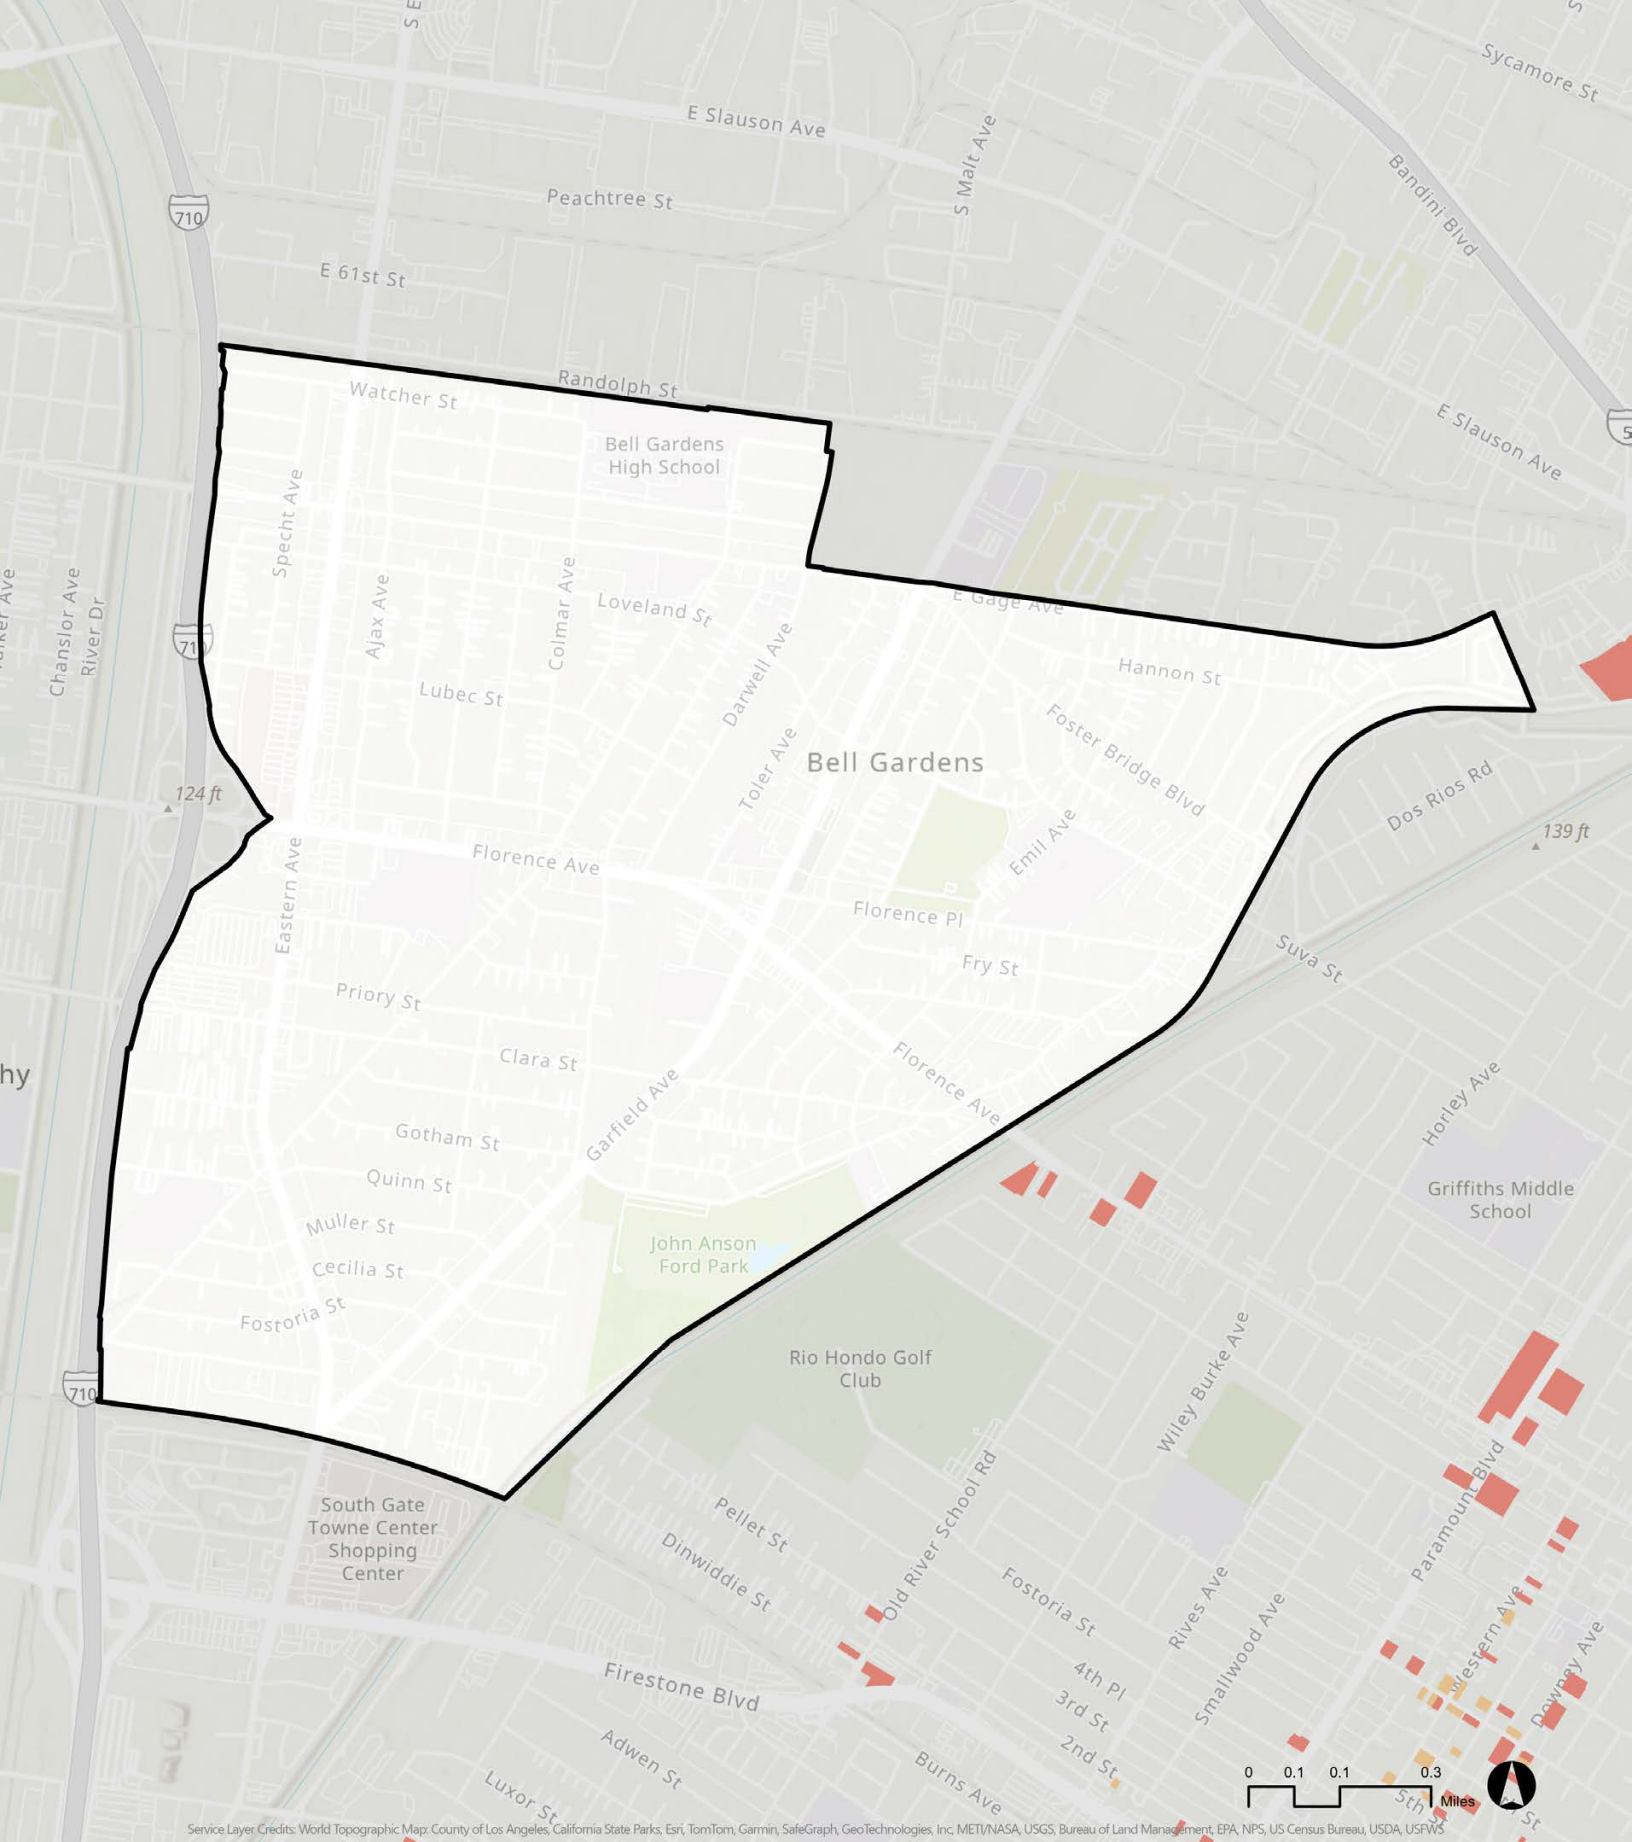 Sycamore St
E Slauson Ave
S Malt Ave
Bandini Blvd
Peachtree St
710
E 61st St
Randolph St
Watcher St
E Slauson Ave
5
Bell Gardens
High School
Specht Ave
Ajax Ave
Colmar Ave
Loveland St
E Gage Ave
Chanslor Ave
River Dr
710
Darwell Ave
Hannon St
Lubec St
Foster Bridge Blvd
Toler Ave
Bell Gardens
124 ft
Dos Rios Rd
139 ft
Emil Ave
Florence Ave
Eastern Ave
Florence Pl
Suva St
Fry St
Priory St
Clara St
Florence Ave
hy
Garfield Ave
Horley Ave
Gotham St
Quinn St
Griffiths Middle
School
Muller St
John Anson
Ford Park
Cecilia St
Fostoria St
Rio Hondo Golf
Club
Wiley Burke Ave
710
Paramount Blvd
South Gate
Towne Center
Shopping
Center
Pellet St
Dinwiddie St
Old River School Rd
Fostoria St
Rives Ave
Smallwood Ave
Western Ave
Downey Ave
Firestone Blvd
4th Pl
3rd St
2nd St
Adwen St
Burns Ave
Luxor St
5th St
0 0.1 0.1 0.3
Miles
Service Layer Credits: World Topographic Map: County of Los Angeles, California State Parks, Esri, TomTom, Garmin, SafeGraph, GeoTechnologies, Inc, METI/NASA, USGS, Bureau of Land Management, EPA, NPS, US Census Bureau, USDA, USFWS